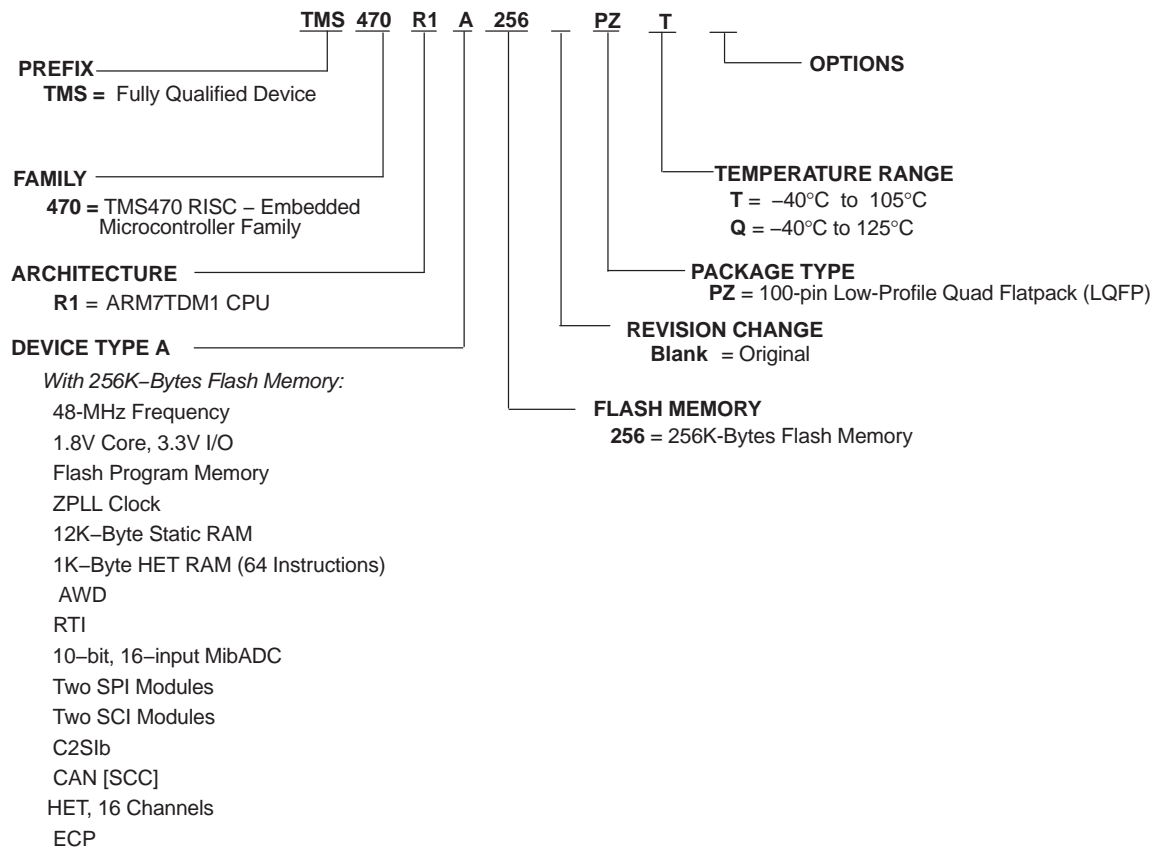 TMS 470 R1 A 256 PZ T
OPTIONS
PREFIX
TMS = Fully Qualified Device
FAMILY
470 = TMS470 RISC − Embedded
Microcontroller Family
TEMPERATURE RANGE
T = −40°C to 105°C
Q = −40°C to 125°C
ARCHITECTURE
R1 = ARM7TDM1 CPU
PACKAGE TYPE
PZ = 100-pin Low-Profile Quad Flatpack (LQFP)
REVISION CHANGE
Blank = Original
DEVICE TYPE A
With 256K−Bytes Flash Memory:
48-MHz Frequency
1.8V Core, 3.3V I/O
Flash Program Memory
ZPLL Clock
12K−Byte Static RAM
1K−Byte HET RAM (64 Instructions)
AWD
RTI
10−bit, 16−input MibADC
Two SPI Modules
Two SCI Modules
C2SIb
CAN [SCC]
HET, 16 Channels
ECP
FLASH MEMORY
256 = 256K-Bytes Flash Memory